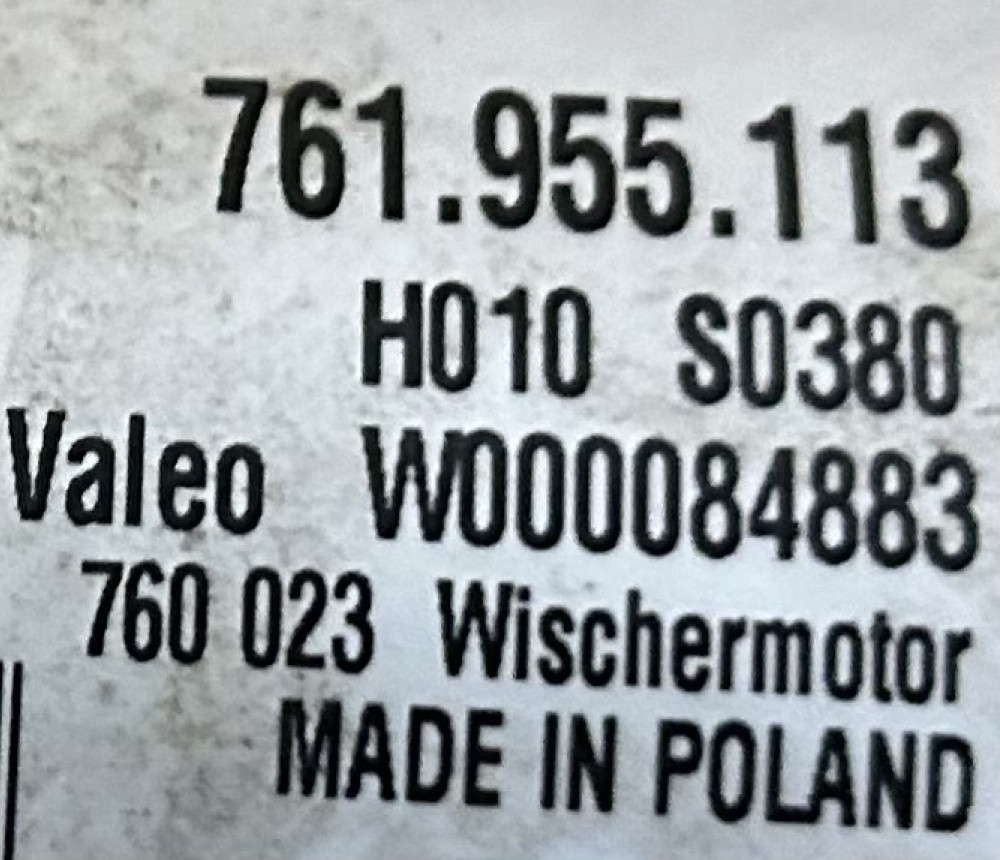 761.955.113
H010 S0380
Valeo W000084883
760 023 Wischermotor
MADE IN POLAND